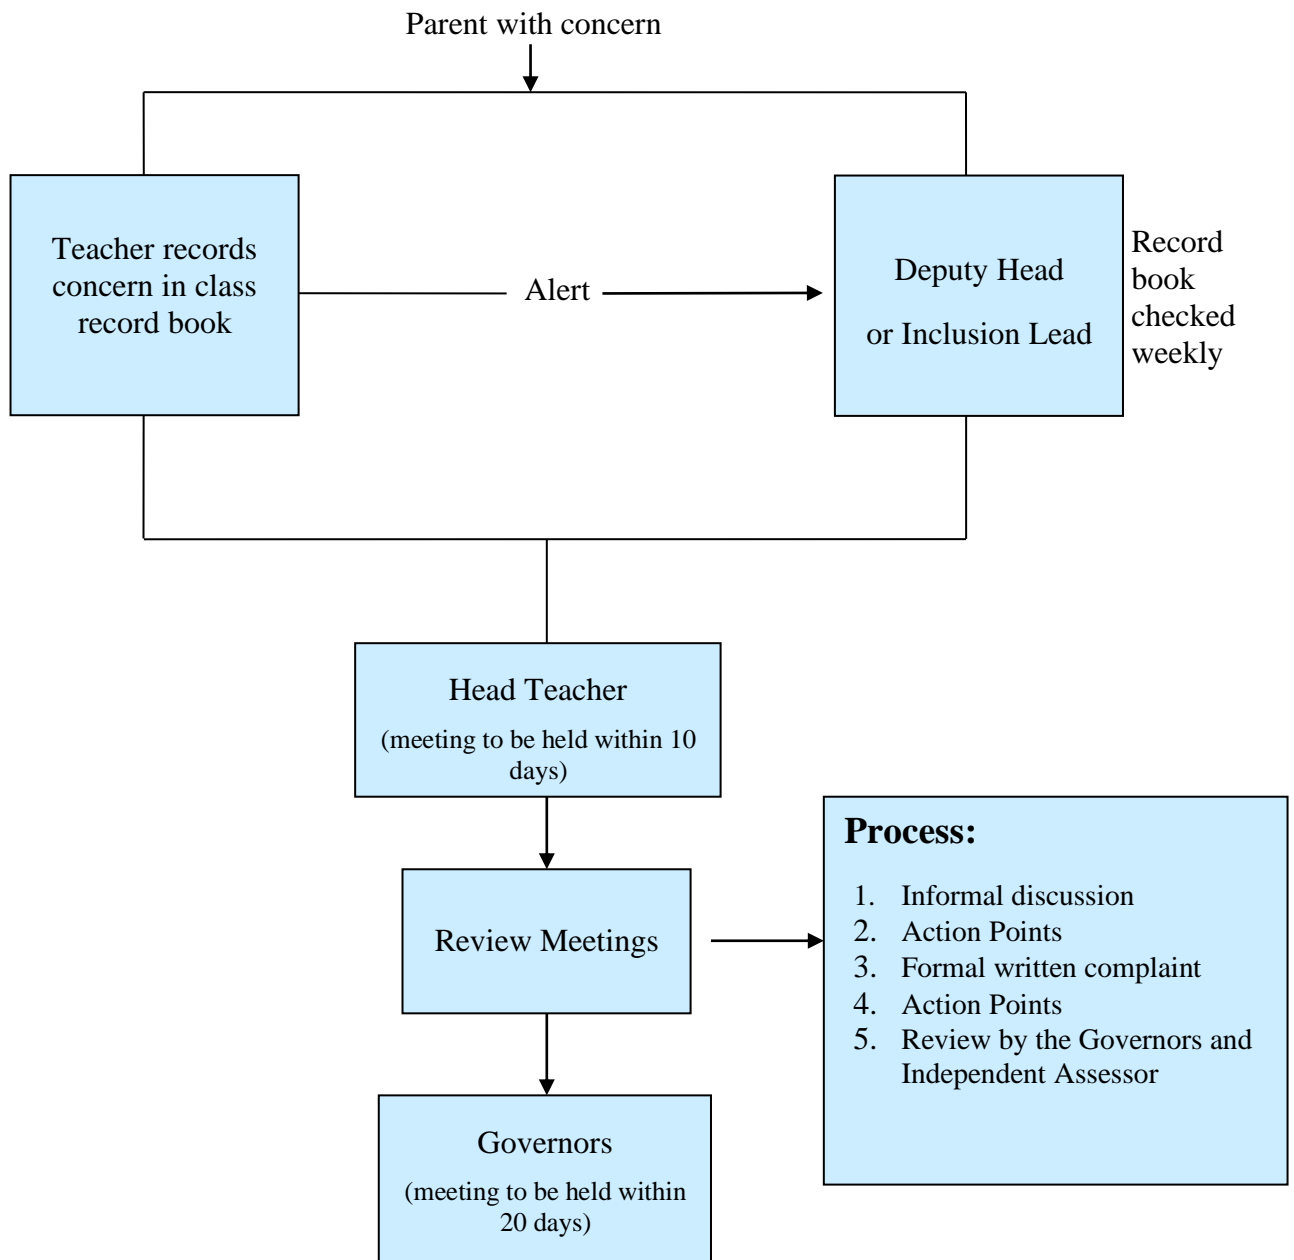 Parent with concern
Teacher records
concern in class
record book
Alert
Deputy Head
or Inclusion Lead
Record
book
checked
weekly
Head Teacher
(meeting to be held within 10
days)
Review Meetings
Process:
1. Informal discussion
2. Action Points
3. Formal written complaint
4. Action Points
5. Review by the Governors and
Independent Assessor
Governors
(meeting to be held within
20 days)